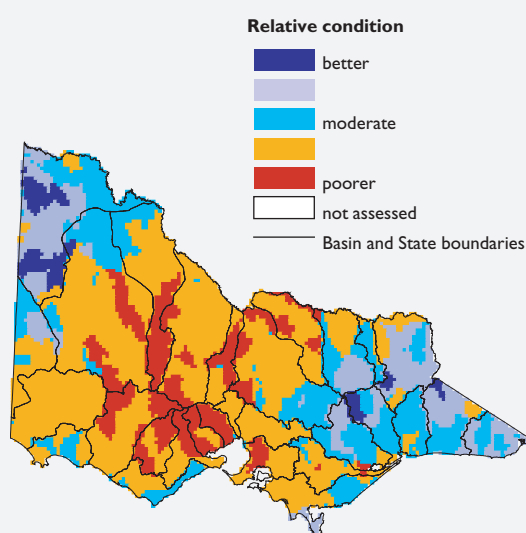 Relative condition
better
moderate
poorer
not assessed
Basin and State boundaries